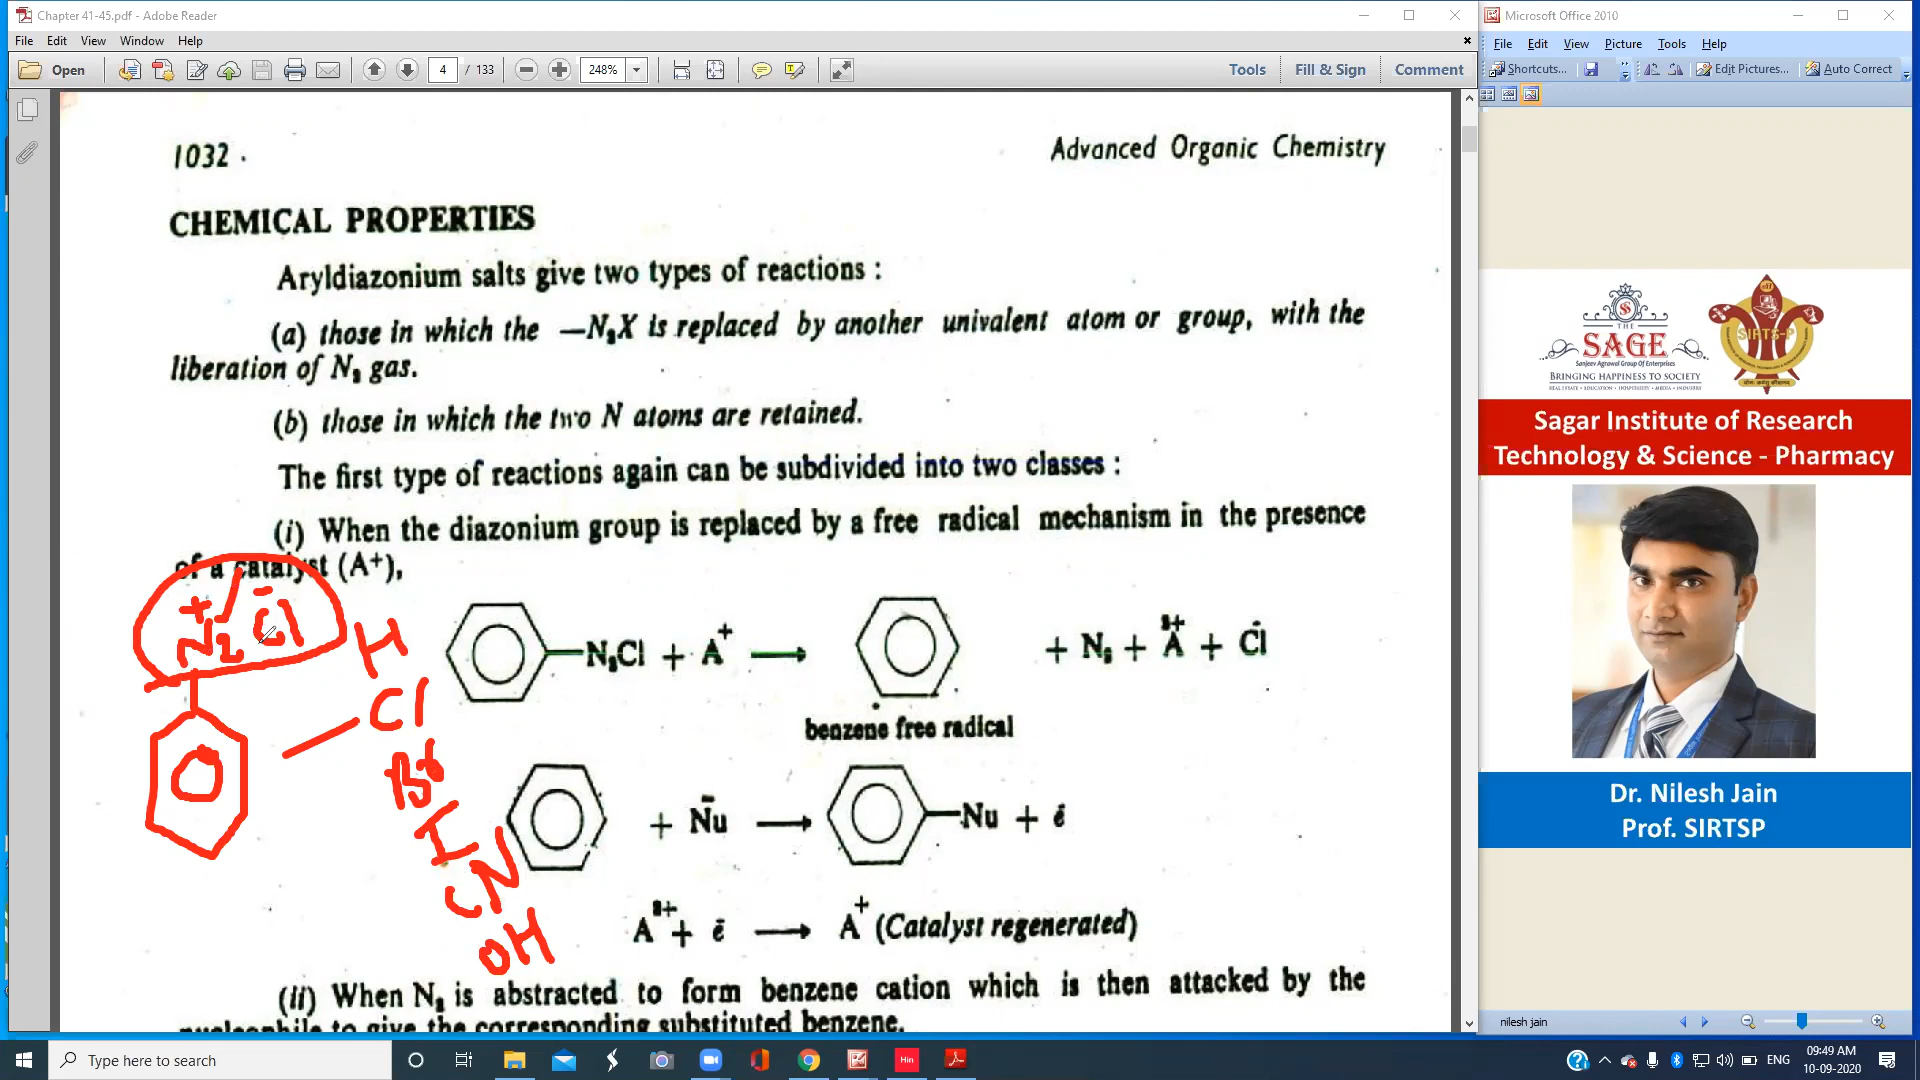 Chapter 41-45.pdf - Adobe Reader
File Edit View Window Help
Open 4 / 133 248% Tools Fill & Sign Comment
1032 . Advanced Organic Chemistry
CHEMICAL PROPERTIES
Aryldiazonium salts give two types of reactions :
(a) those in which the —N₂X is replaced by another univalent atom or group, with the
liberation of N₂ gas.
(b) those in which the two N atoms are retained.
The first type of reactions again can be subdivided into two classes :
(i) When the diazonium group is replaced by a free radical mechanism in the presence
of a catalyst (A⁺),
N₂⁺ Cl⁻
H
Cl
Br
I
CN
OH
—N₂Cl + A⁺ ⟶ + N₂ + A²⁺ + Cl⁻
benzene free radical
+ N̄u ⟶ —Nu + ē
A²⁺ + ē ⟶ A⁺ (Catalyst regenerated)
(ii) When N₂ is abstracted to form benzene cation which is then attacked by the
nucleophile to give the corresponding substituted benzene.
Microsoft Office 2010
File Edit View Picture Tools Help
Shortcuts... Edit Pictures... Auto Correct
THE
SAGE
Sanjeev Agrawal Group Of Enterprises
BRINGING HAPPINESS TO SOCIETY
SIRTS-P
Sagar Institute of Research
Technology & Science - Pharmacy
Dr. Nilesh Jain
Prof. SIRTSP
nilesh jain
Type here to search
Hin
ENG
09:49 AM
10-09-2020